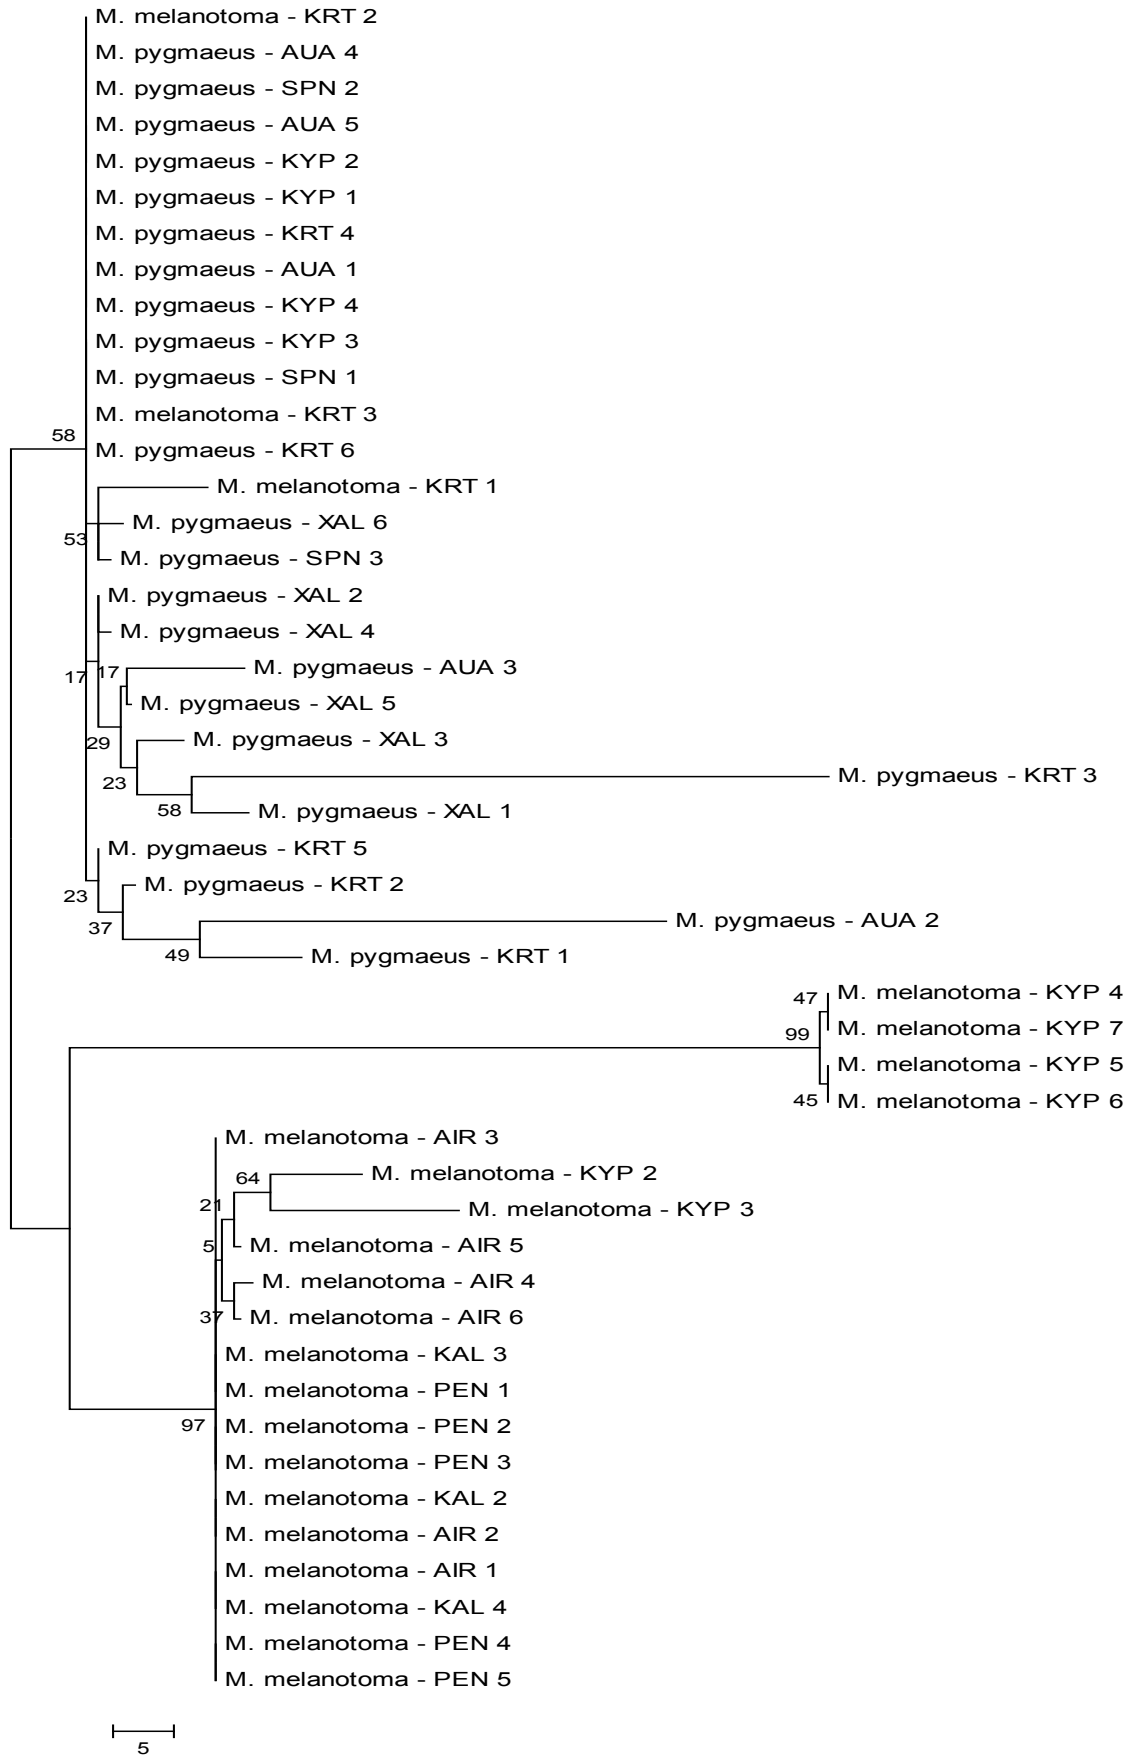 M. melanotoma - KRT 2
M. pygmaeus - AUA 4
M. pygmaeus - SPN 2
M. pygmaeus - AUA 5
M. pygmaeus - KYP 2
M. pygmaeus - KYP 1
M. pygmaeus - KRT 4
M. pygmaeus - AUA 1
M. pygmaeus - KYP 4
M. pygmaeus - KYP 3
M. pygmaeus - SPN 1
M. melanotoma - KRT 3
58
M. pygmaeus - KRT 6
M. melanotoma - KRT 1
M. pygmaeus - XAL 6
53
M. pygmaeus - SPN 3
M. pygmaeus - XAL 2
M. pygmaeus - XAL 4
17
17
M. pygmaeus - AUA 3
M. pygmaeus - XAL 5
29
M. pygmaeus - XAL 3
23
M. pygmaeus - KRT 3
58
M. pygmaeus - XAL 1
M. pygmaeus - KRT 5
23
M. pygmaeus - KRT 2
37
M. pygmaeus - AUA 2
49
M. pygmaeus - KRT 1
47
M. melanotoma - KYP 4
99
M. melanotoma - KYP 7
M. melanotoma - KYP 5
45
M. melanotoma - KYP 6
M. melanotoma - AIR 3
64
M. melanotoma - KYP 2
21
M. melanotoma - KYP 3
5
M. melanotoma - AIR 5
M. melanotoma - AIR 4
37
M. melanotoma - AIR 6
M. melanotoma - KAL 3
M. melanotoma - PEN 1
97
M. melanotoma - PEN 2
M. melanotoma - PEN 3
M. melanotoma - KAL 2
M. melanotoma - AIR 2
M. melanotoma - AIR 1
M. melanotoma - KAL 4
M. melanotoma - PEN 4
M. melanotoma - PEN 5
5